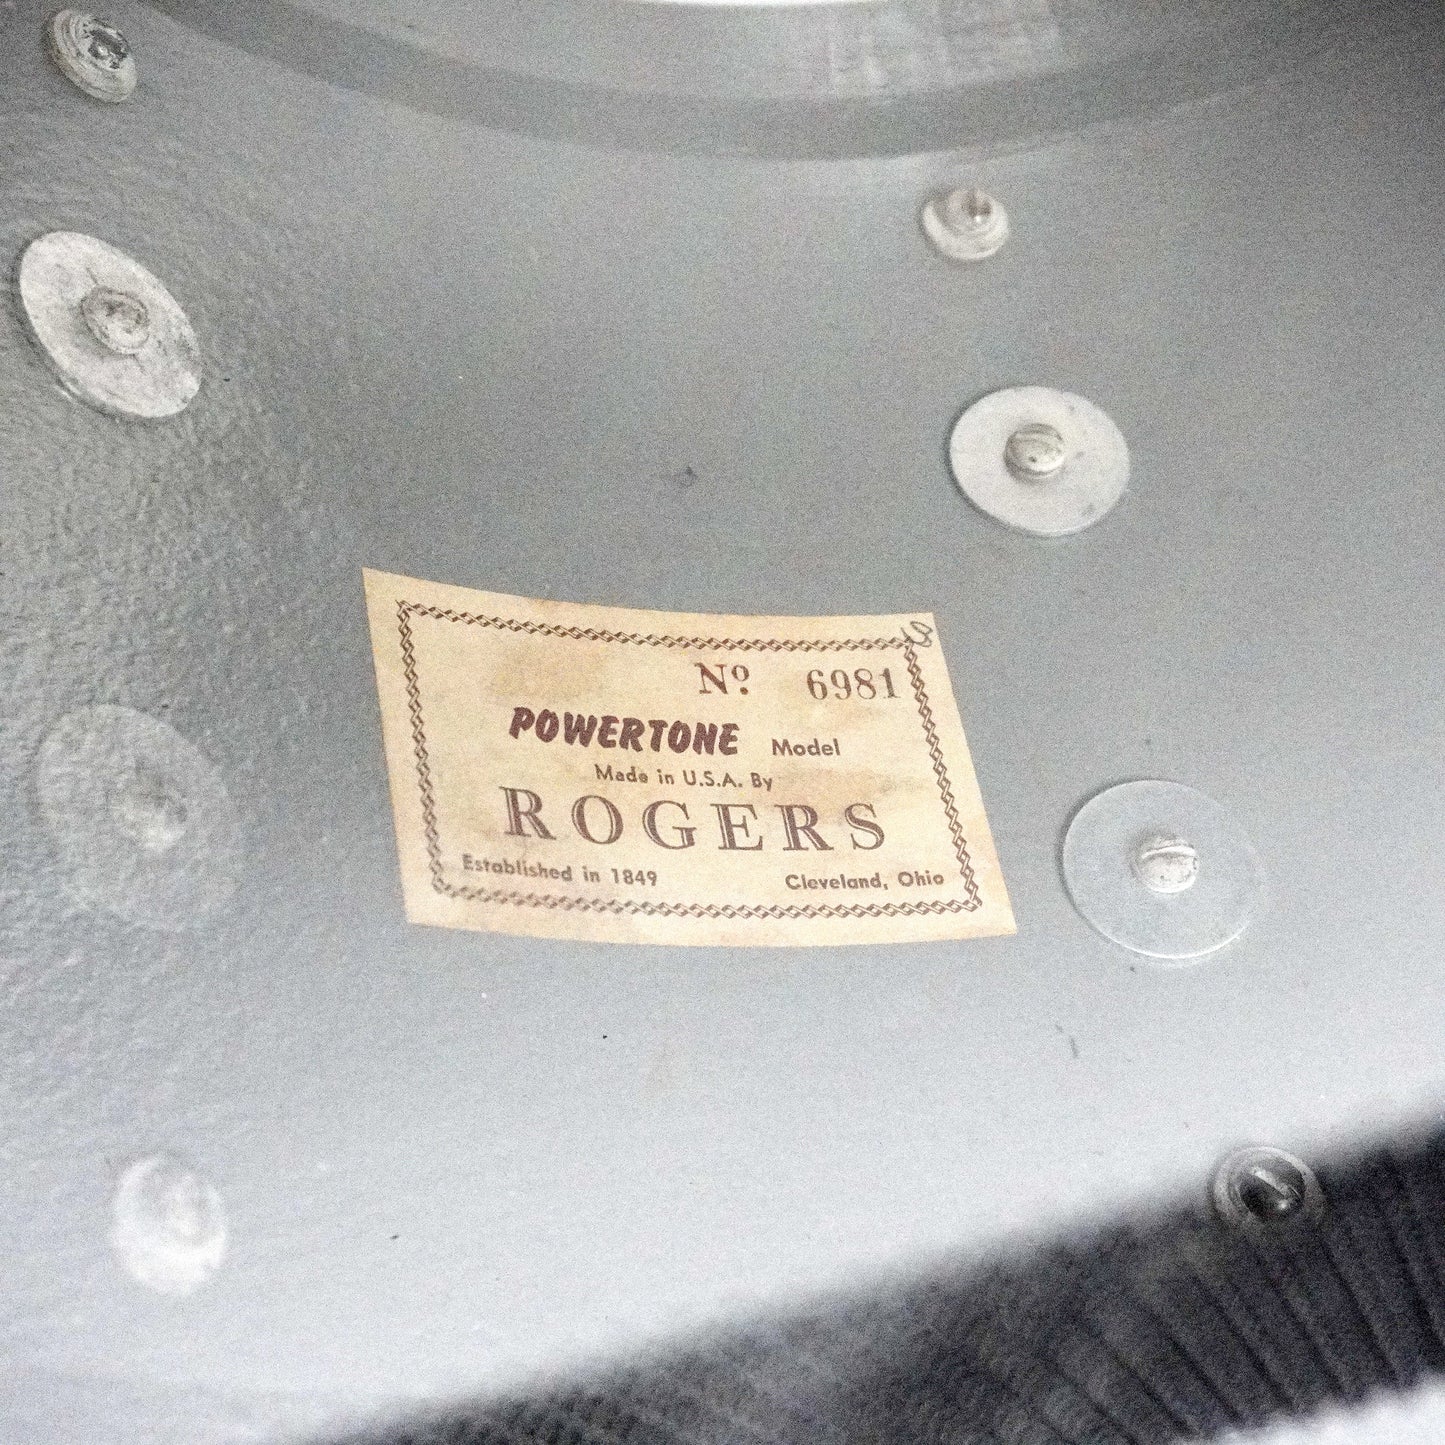 Nº 6981
POWERTONE Model
Made in U.S.A. By
ROGERS
Established in 1849 Cleveland, Ohio